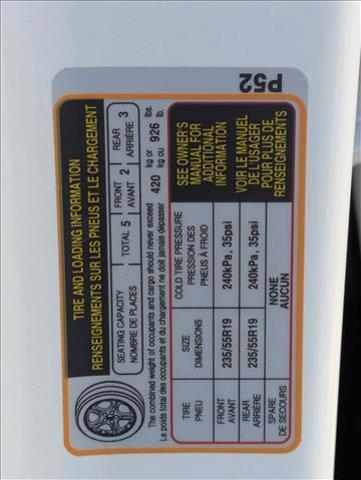 TIRE AND LOADING INFORMATION
RENSEIGNEMENTS SUR LES PNEUS ET LE CHARGEMENT
SEATING CAPACITY
NOMBRE DE PLACES
TOTAL 5
FRONT
AVANT 2
REAR
ARRIÈRE 3
The combined weight of occupants and cargo should never exceed
Le poids total des occupants et du chargement ne doit jamais dépasser
420 kg or 926 lbs.
kg ou lb.
TIRE
PNEU
SIZE
DIMENSIONS
COLD TIRE PRESSURE
PRESSION DES
PNEUS À FROID
FRONT
AVANT
235/55R19
240kPa, 35psi
REAR
ARRIÈRE
235/55R19
240kPa, 35psi
SPARE
DE SECOURS
NONE
AUCUN
SEE OWNER'S
MANUAL FOR
ADDITIONAL
INFORMATION
VOIR LE MANUEL
DE L'USAGER
POUR PLUS DE
RENSEIGNEMENTS
P52